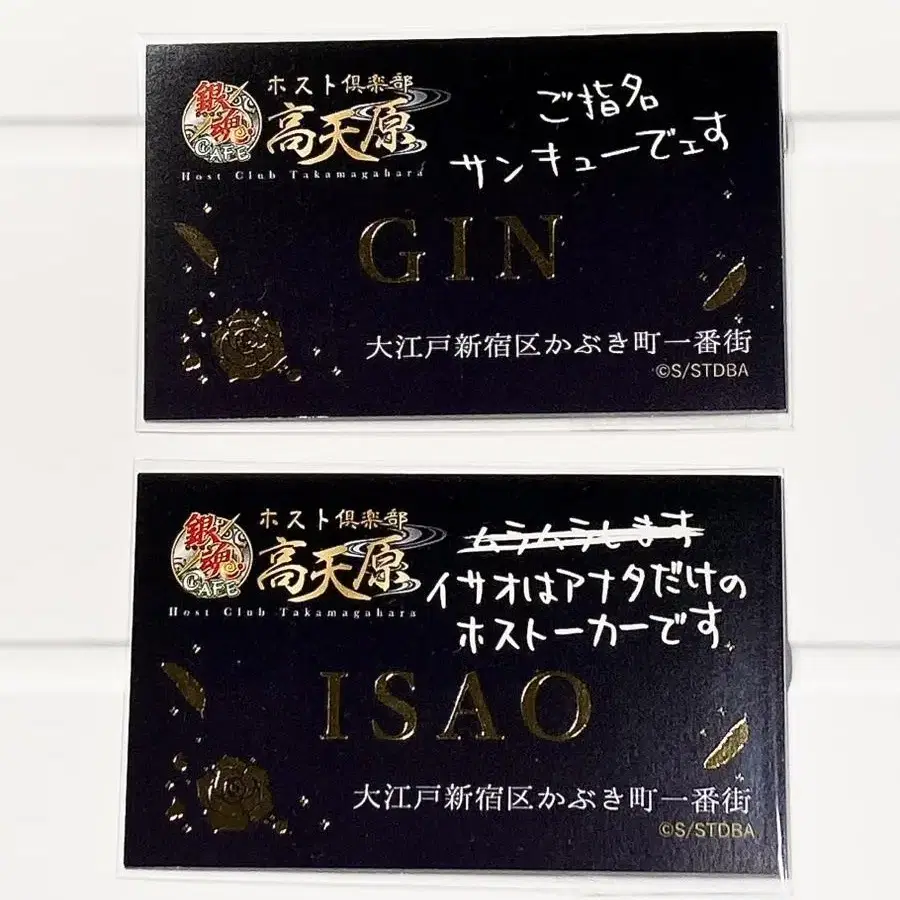 銀魂
CAFE
ホスト倶楽部
高天原
Host Club Takamagahara
ご指名
サンキューでェす
GIN
大江戸新宿区かぶき町一番街
©S/STDBA
銀魂
CAFE
ホスト倶楽部
高天原
Host Club Takamagahara
ムラムラします
イサオはアナタだけの
ホストーカーです
ISAO
大江戸新宿区かぶき町一番街
©S/STDBA